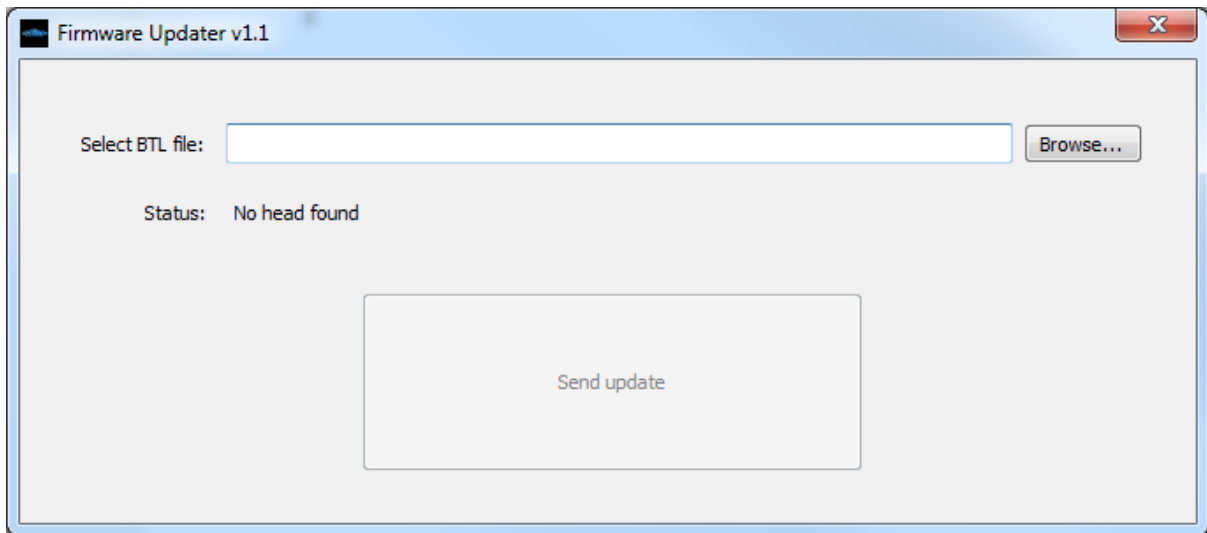 Firmware Updater v1.1
Select BTL file:
Browse...
Status: No head found
Send update